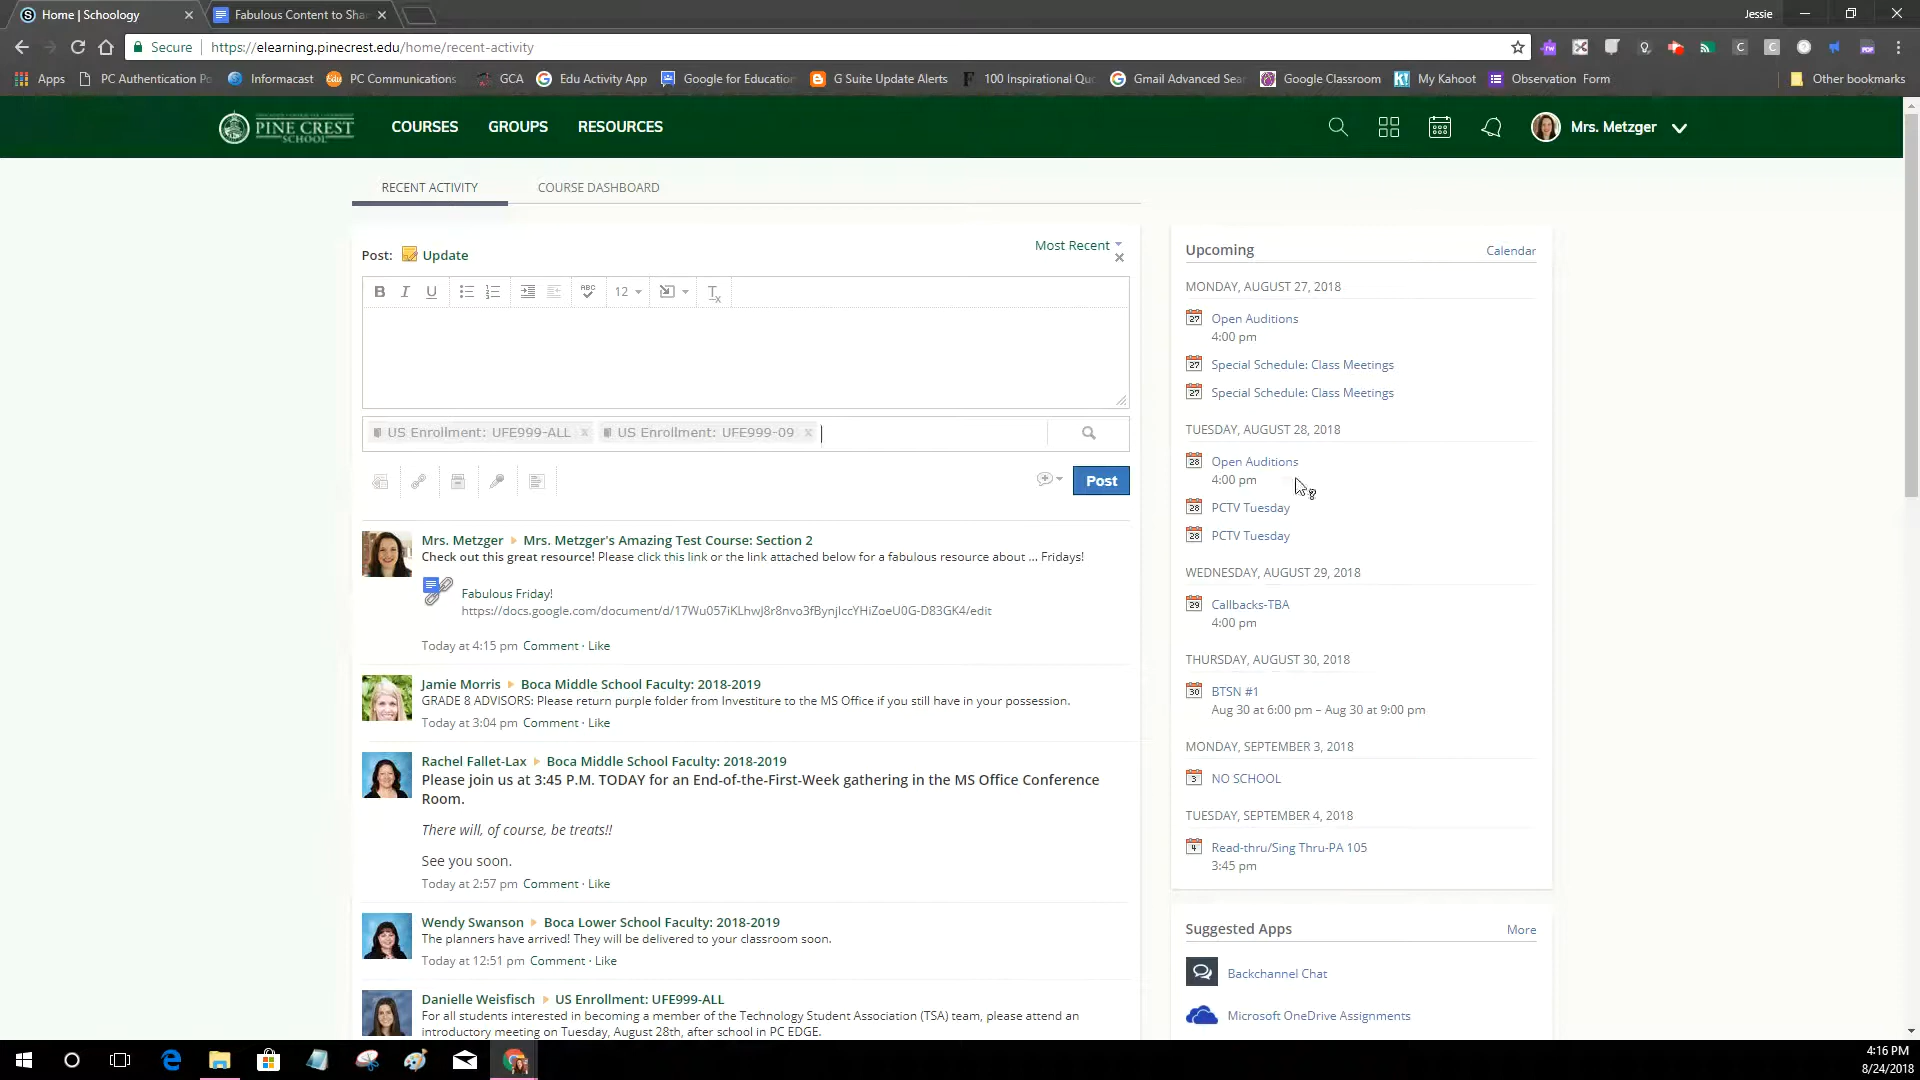 Home | Schoology
Fabulous Content to Sha
Jessie
Secure
https://elearning.pinecrest.edu/home/recent-activity
Apps
PC Authentication Po
Informacast
PC Communications
GCA
Edu Activity App
Google for Education
G Suite Update Alerts
100 Inspirational Quo
Gmail Advanced Sear
Google Classroom
My Kahoot
Observation Form
Other bookmarks
PINE CREST
SCHOOL
COURSES
GROUPS
RESOURCES
Mrs. Metzger
RECENT ACTIVITY
COURSE DASHBOARD
Post: Update
Most Recent
B I U
ABC
12
US Enrollment: UFE999-ALL x
US Enrollment: UFE999-09 x
Post
Mrs. Metzger Mrs. Metzger's Amazing Test Course: Section 2
Check out this great resource! Please click this link or the link attached below for a fabulous resource about ... Fridays!
Fabulous Friday!
https://docs.google.com/document/d/17Wu057iKLhwJ8r8nvo3fBynjIccYHiZoeU0G-D83GK4/edit
Today at 4:15 pm Comment · Like
Jamie Morris Boca Middle School Faculty: 2018-2019
GRADE 8 ADVISORS: Please return purple folder from Investiture to the MS Office if you still have in your possession.
Today at 3:04 pm Comment · Like
Rachel Fallet-Lax Boca Middle School Faculty: 2018-2019
Please join us at 3:45 P.M. TODAY for an End-of-the-First-Week gathering in the MS Office Conference
Room.
There will, of course, be treats!!
See you soon.
Today at 2:57 pm Comment · Like
Wendy Swanson Boca Lower School Faculty: 2018-2019
The planners have arrived! They will be delivered to your classroom soon.
Today at 12:51 pm Comment · Like
Danielle Weisfisch US Enrollment: UFE999-ALL
For all students interested in becoming a member of the Technology Student Association (TSA) team, please attend an
introductory meeting on Tuesday, August 28th, after school in PC EDGE.
Upcoming
Calendar
MONDAY, AUGUST 27, 2018
27 Open Auditions
4:00 pm
27 Special Schedule: Class Meetings
27 Special Schedule: Class Meetings
TUESDAY, AUGUST 28, 2018
28 Open Auditions
4:00 pm
28 PCTV Tuesday
28 PCTV Tuesday
WEDNESDAY, AUGUST 29, 2018
29 Callbacks-TBA
4:00 pm
THURSDAY, AUGUST 30, 2018
30 BTSN #1
Aug 30 at 6:00 pm – Aug 30 at 9:00 pm
MONDAY, SEPTEMBER 3, 2018
3 NO SCHOOL
TUESDAY, SEPTEMBER 4, 2018
4 Read-thru/Sing Thru-PA 105
3:45 pm
Suggested Apps
More
Backchannel Chat
Microsoft OneDrive Assignments
4:16 PM
8/24/2018